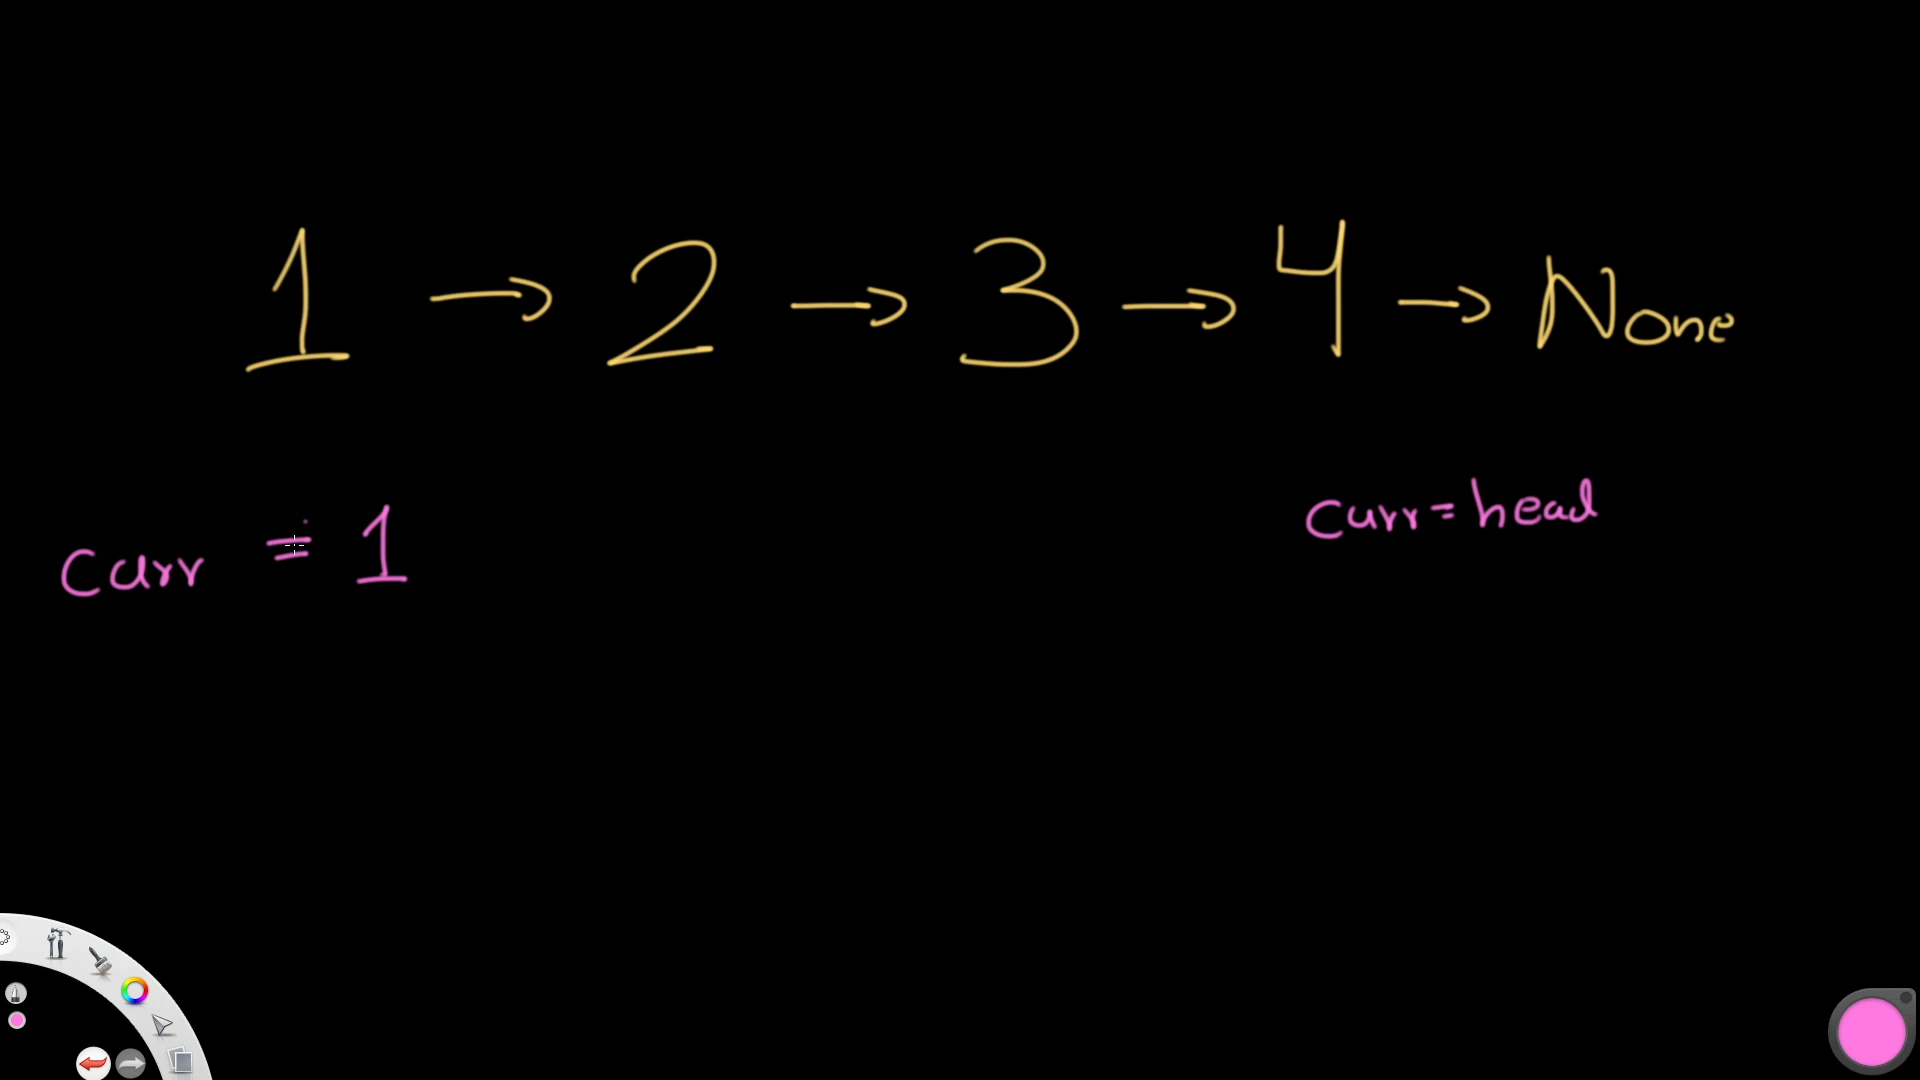 1 → 2 → 3 → 4 → None
curr = head
curr = 1